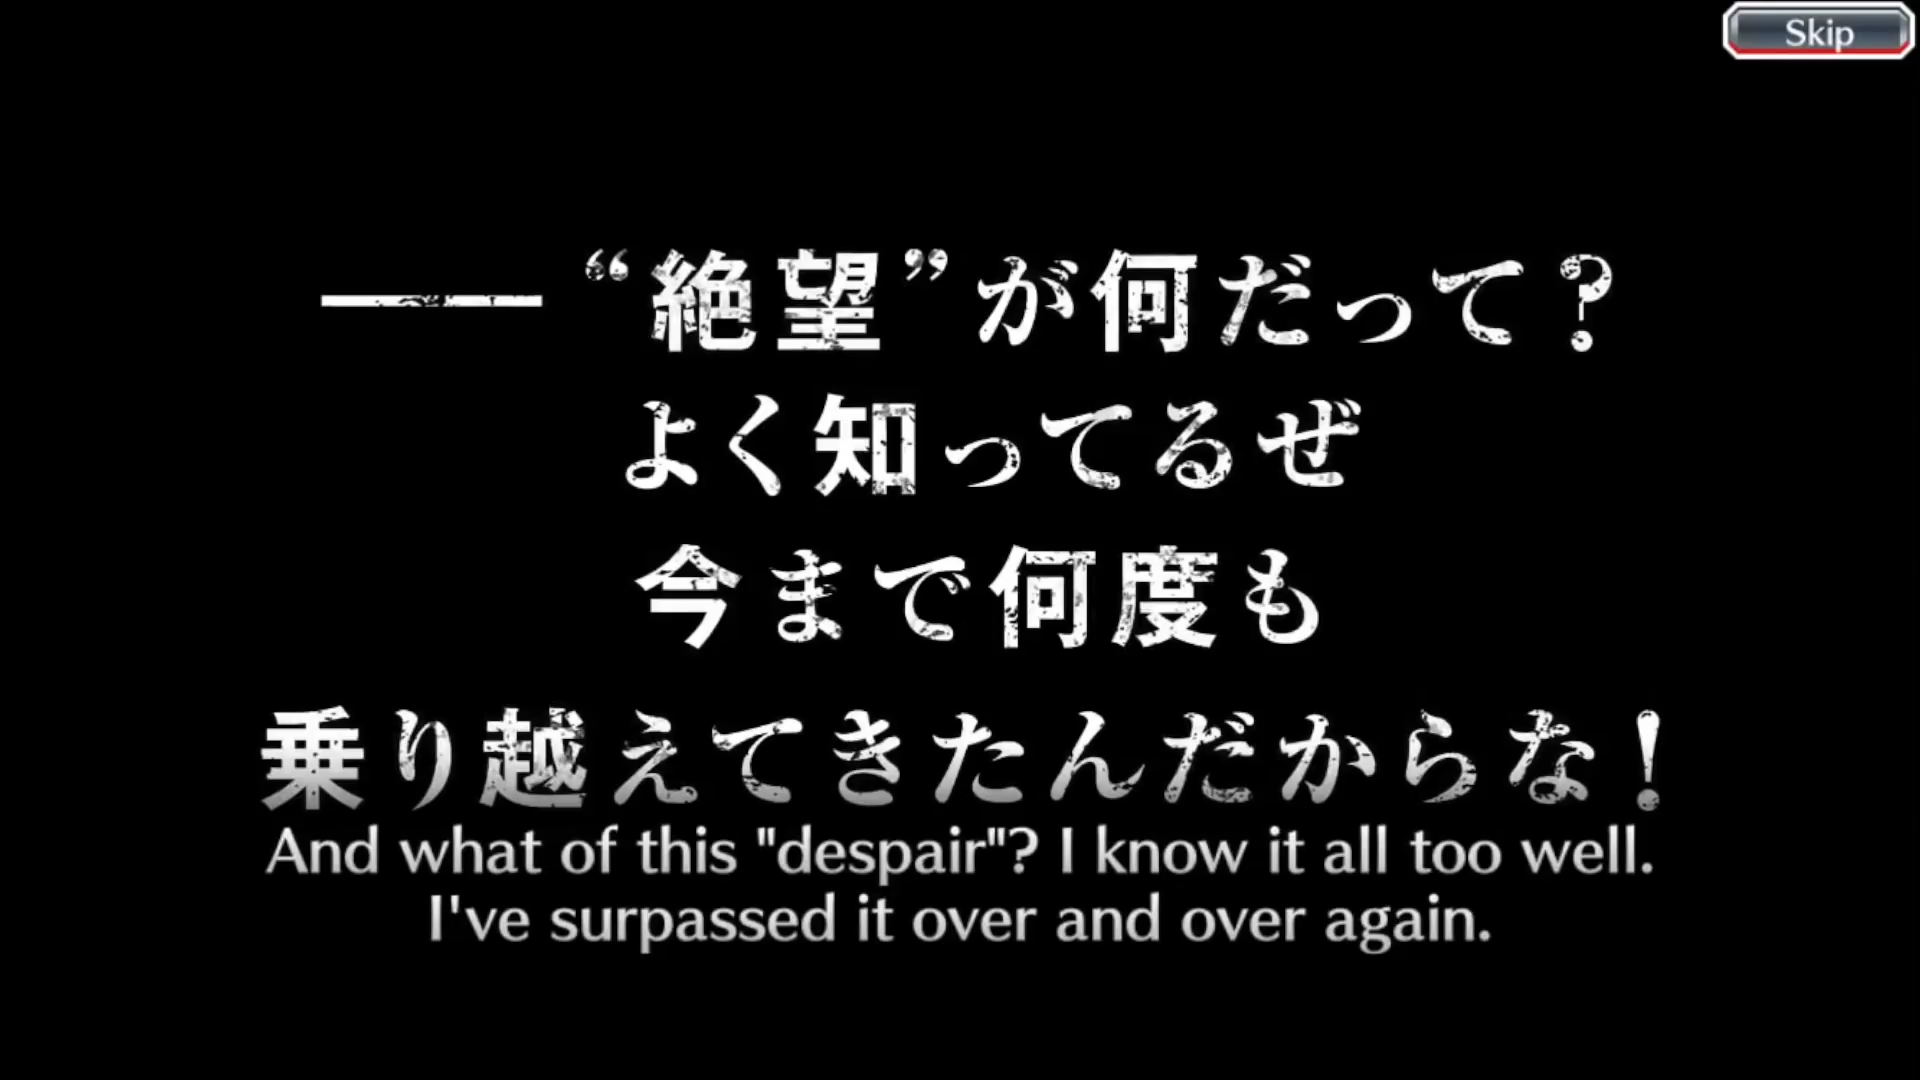 Skip
——“絶望”が何だって？
よく知ってるぜ
今まで何度も
乗り越えてきたんだからな！
And what of this "despair"? I know it all too well.
I've surpassed it over and over again.